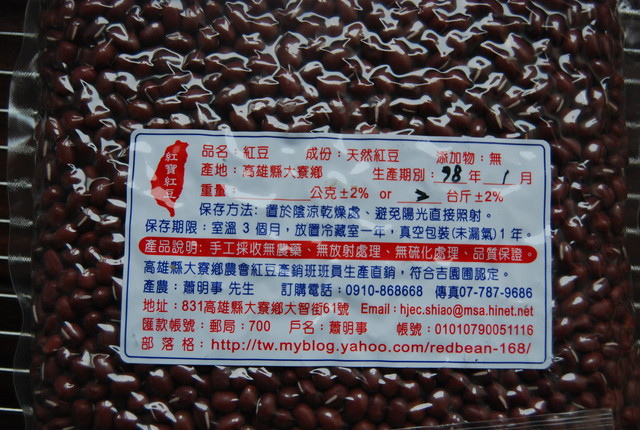 紅寶紅豆
品名：紅豆 成份：天然紅豆 添加物：無
產地：高雄縣大寮鄉 生產期別：98年 1月
重量： 公克±2% or 2 台斤±2%
保存方法：置於陰涼乾燥處、避免陽光直接照射。
保存期限：室溫 3 個月，放置冷藏室一年，真空包裝(未漏氣) 1 年。
產品說明：手工採收無農藥、無放射處理、無硫化處理、品質保證。
高雄縣大寮鄉農會紅豆產銷班班員生產直銷，符合吉園圃認定。
產農：蕭明事 先生 訂購電話：0910-868668 傳真07-787-9686
地址：831高雄縣大寮鄉大智街61號 Email：hjec.shiao@msa.hinet.net
匯款帳號：郵局：700 戶名：蕭明事 帳號：01010790051116
部落格：http://tw.myblog.yahoo.com/redbean-168/